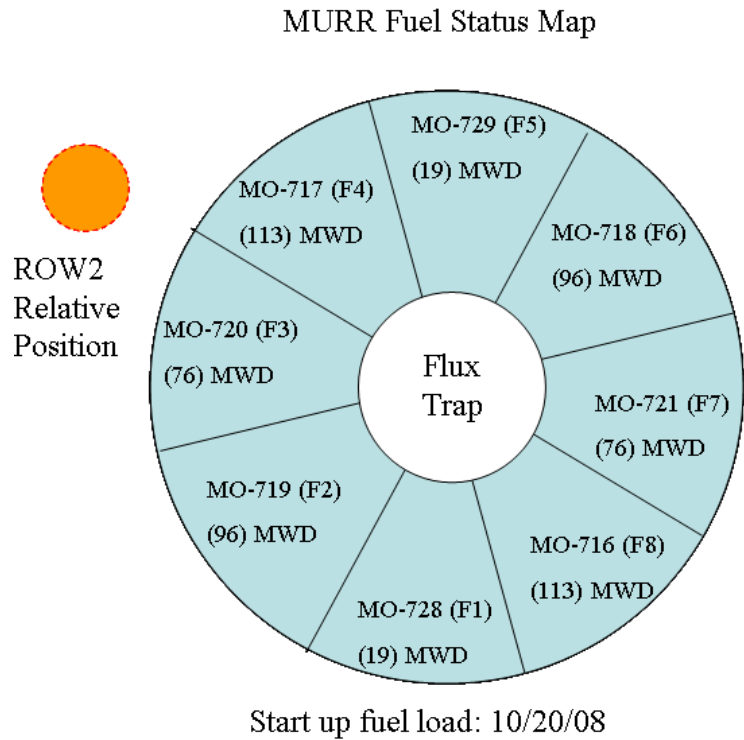 MURR Fuel Status Map
MO-729 (F5)
(19) MWD
MO-717 (F4)
(113) MWD
MO-718 (F6)
(96) MWD
ROW2
Relative
Position
MO-720 (F3)
(76) MWD
Flux
Trap
MO-721 (F7)
(76) MWD
MO-719 (F2)
(96) MWD
MO-716 (F8)
(113) MWD
MO-728 (F1)
(19) MWD
Start up fuel load: 10/20/08